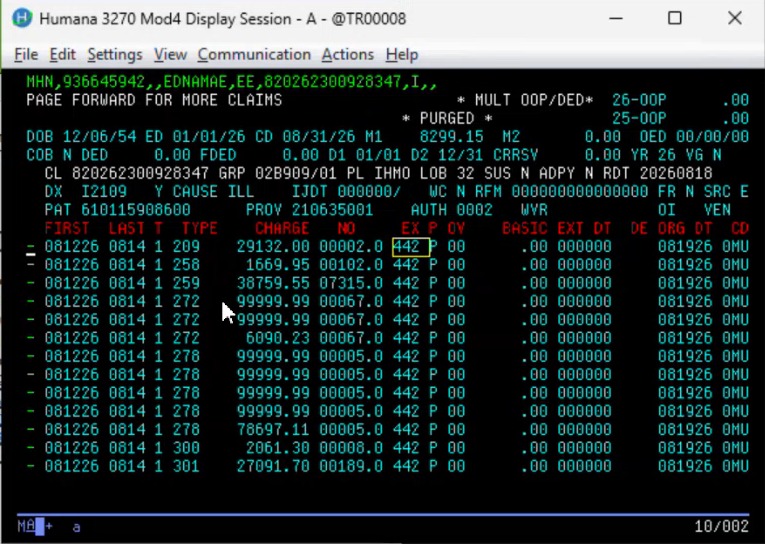 Humana 3270 Mod4 Display Session - A - @TR00008
File Edit Settings View Communication Actions Help
MHN,936645942,,EDNAMAE,EE,820262300928347,I,,
PAGE FORWARD FOR MORE CLAIMS * MULT OOP/DED* 26-OOP .00
* PURGED * 25-OOP .00
DOB 12/06/54 ED 01/01/26 CD 08/31/26 M1 8299.15 M2 0.00 OED 00/00/00
COB N DED 0.00 FDED 0.00 D1 01/01 D2 12/31 CRRSV 0.00 YR 26 VG N
CL 820262300928347 GRP 02B909/01 PL IHMO LOB 32 SUS N ADPY N RDT 20260818
DX I2109 Y CAUSE ILL IJDT 000000/ WC N RFM 000000000000000 FR N SRC E
PAT 610115908600 PROV 210635001 AUTH 0002 WVR OI VEN
FIRST LAST T TYPE CHARGE NO EX P OV BASIC EXT DT DE ORG DT CD
- 081226 0814 1 209 29132.00 00002.0 442 P 00 .00 000000 081926 0MU
- 081226 0814 1 258 1669.95 00102.0 442 P 00 .00 000000 081926 0MU
- 081226 0814 1 259 38759.55 07315.0 442 P 00 .00 000000 081926 0MU
- 081226 0814 1 272 99999.99 00067.0 442 P 00 .00 000000 081926 0MU
- 081226 0814 1 272 99999.99 00067.0 442 P 00 .00 000000 081926 0MU
- 081226 0814 1 272 6090.23 00067.0 442 P 00 .00 000000 081926 0MU
- 081226 0814 1 278 99999.99 00005.0 442 P 00 .00 000000 081926 0MU
- 081226 0814 1 278 99999.99 00005.0 442 P 00 .00 000000 081926 0MU
- 081226 0814 1 278 99999.99 00005.0 442 P 00 .00 000000 081926 0MU
- 081226 0814 1 278 99999.99 00005.0 442 P 00 .00 000000 081926 0MU
- 081226 0814 1 278 78697.11 00005.0 442 P 00 .00 000000 081926 0MU
- 081226 0814 1 300 2061.30 00008.0 442 P 00 .00 000000 081926 0MU
- 081226 0814 1 301 27091.70 00189.0 442 P 00 .00 000000 081926 0MU
MA + a 10/002